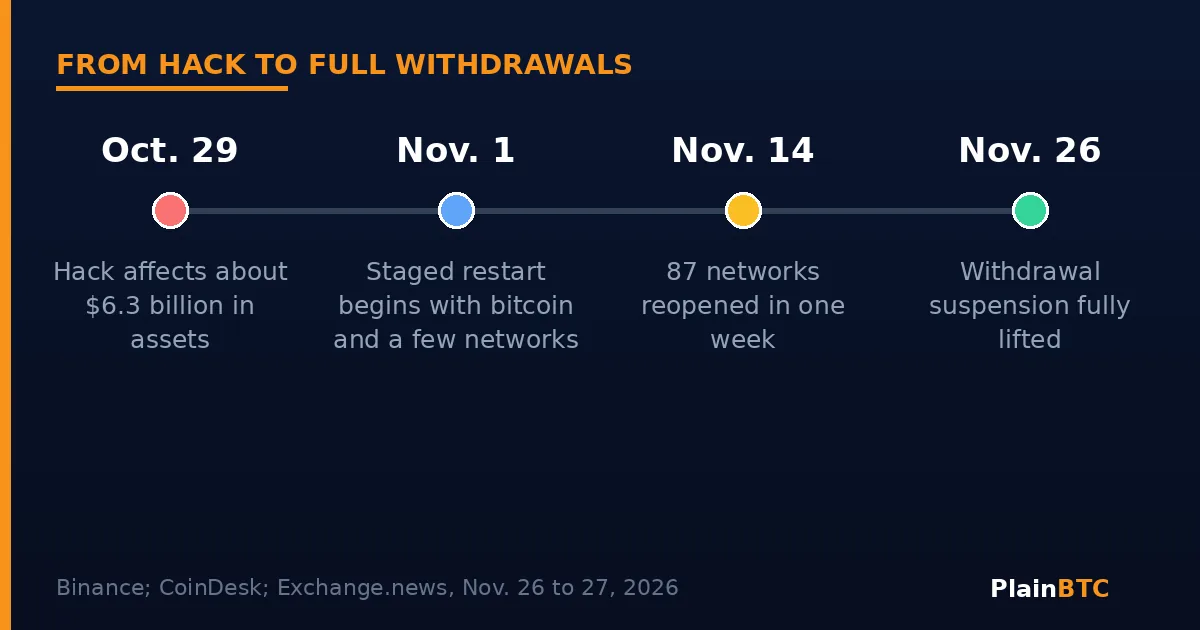 FROM HACK TO FULL WITHDRAWALS
Oct. 29
Hack affects about
$6.3 billion in
assets
Nov. 1
Staged restart
begins with bitcoin
and a few networks
Nov. 14
87 networks
reopened in one
week
Nov. 26
Withdrawal
suspension fully
lifted
Binance; CoinDesk; Exchange.news, Nov. 26 to 27, 2026
PlainBTC